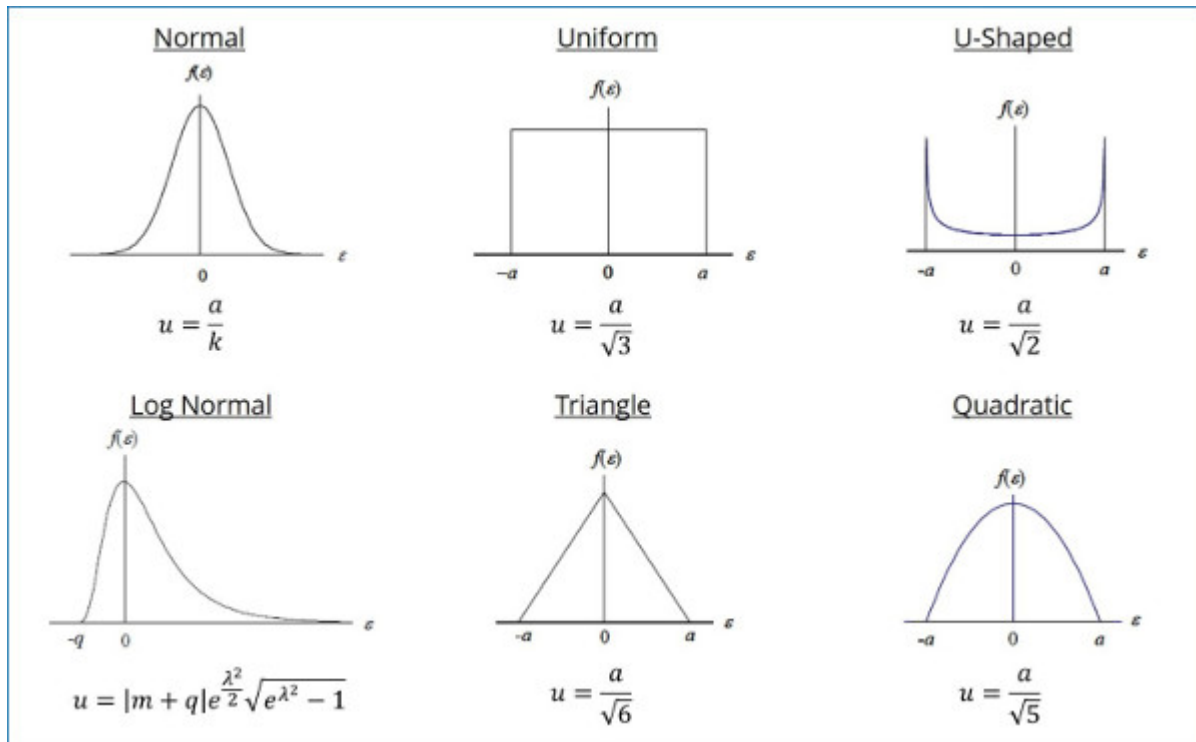 Normal
Uniform
U-Shaped
f(ε)
f(ε)
f(ε)
0
ε
−a
0
a
ε
-a
0
a
ε
u = a/k
u = a/√3
u = a/√2
Log Normal
Triangle
Quadratic
f(ε)
f(ε)
f(ε)
-q
0
ε
-a
0
a
ε
-a
0
a
ε
u = |m + q|e^(λ²/2)√(e^(λ²) − 1)
u = a/√6
u = a/√5